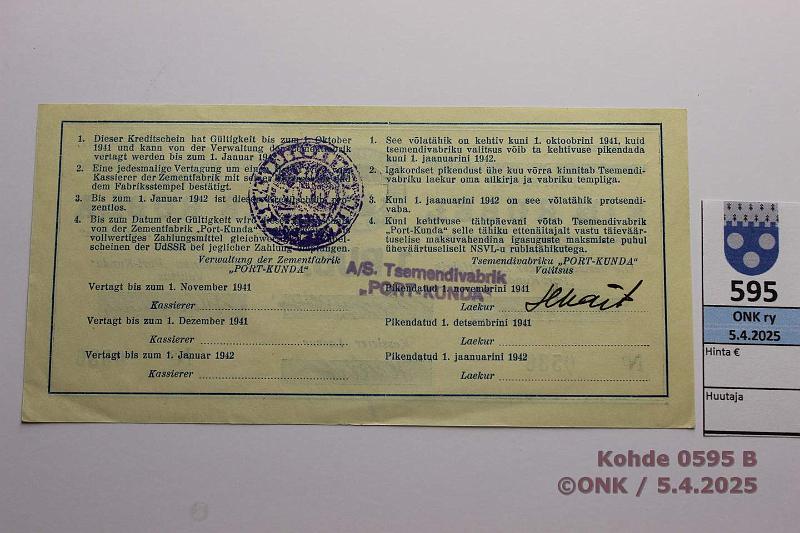 1. Dieser Kreditschein hat Gültigkeit bis zum 1. Oktober
1941 und kann von der Verwaltung der Zementfabrik
vertagt werden bis zum 1. Januar 1942.
2. Eine jedesmalige Vertagung um einen
Kassierer der Zementfabrik mit seiner
dem Fabriksstempel bestätigt.
3. Bis zum 1. Januar 1942 ist dieser Kreditschein pro-
zentlos.
4. Bis zum Datum der Gültigkeit wird dieser
von der Zementfabrik „Port-Kunda"
vollwertiges Zahlungsmittel gleichwertig
scheinen der UdSSR bei jeglicher Zahlung empfangen.
Verwaltung der Zementfabrik
„PORT-KUNDA"
Vertagt bis zum 1. November 1941
Kassierer
Vertagt bis zum 1. Dezember 1941
Kassierer
Vertagt bis zum 1. Januar 1942
Kassierer
1. See võlatähik on kehtiv kuni 1. oktoobrini 1941, kuid
tsemendivabriku valitsus võib ta kehtivuse pikendada
kuni 1. jaanuarini 1942.
2. Igakordset pikendust ühe kuu võrra kinnitab Tsemendi-
vabriku laekur oma allkirja ja vabriku templiga.
3. Kuni 1. jaanuarini 1942 on see võlatähik protsendi-
vaba.
4. Kuni kehtivuse tähtpäevani võtab Tsemendivabrik
„Port-Kunda" selle tähiku ettenäitajalt vastu täieväär-
tuselise maksuvahendina igasuguste maksmiste puhul
üheväärtuseliselt NSVL-u rublatähikutega.
Tsemendivabriku „PORT-KUNDA"
Valitsus
A/S. Tsemendivabrik
„PORT-KUNDA"
Pikendatud 1. novembrini 1941
Laekur
Pikendatud 1. detsembrini 1941
Laekur
Pikendatud 1. jaanuarini 1942
Laekur
595
ONK ry
5.4.2025
Hinta €
Huutaja
Kohde 0595 B
©ONK / 5.4.2025